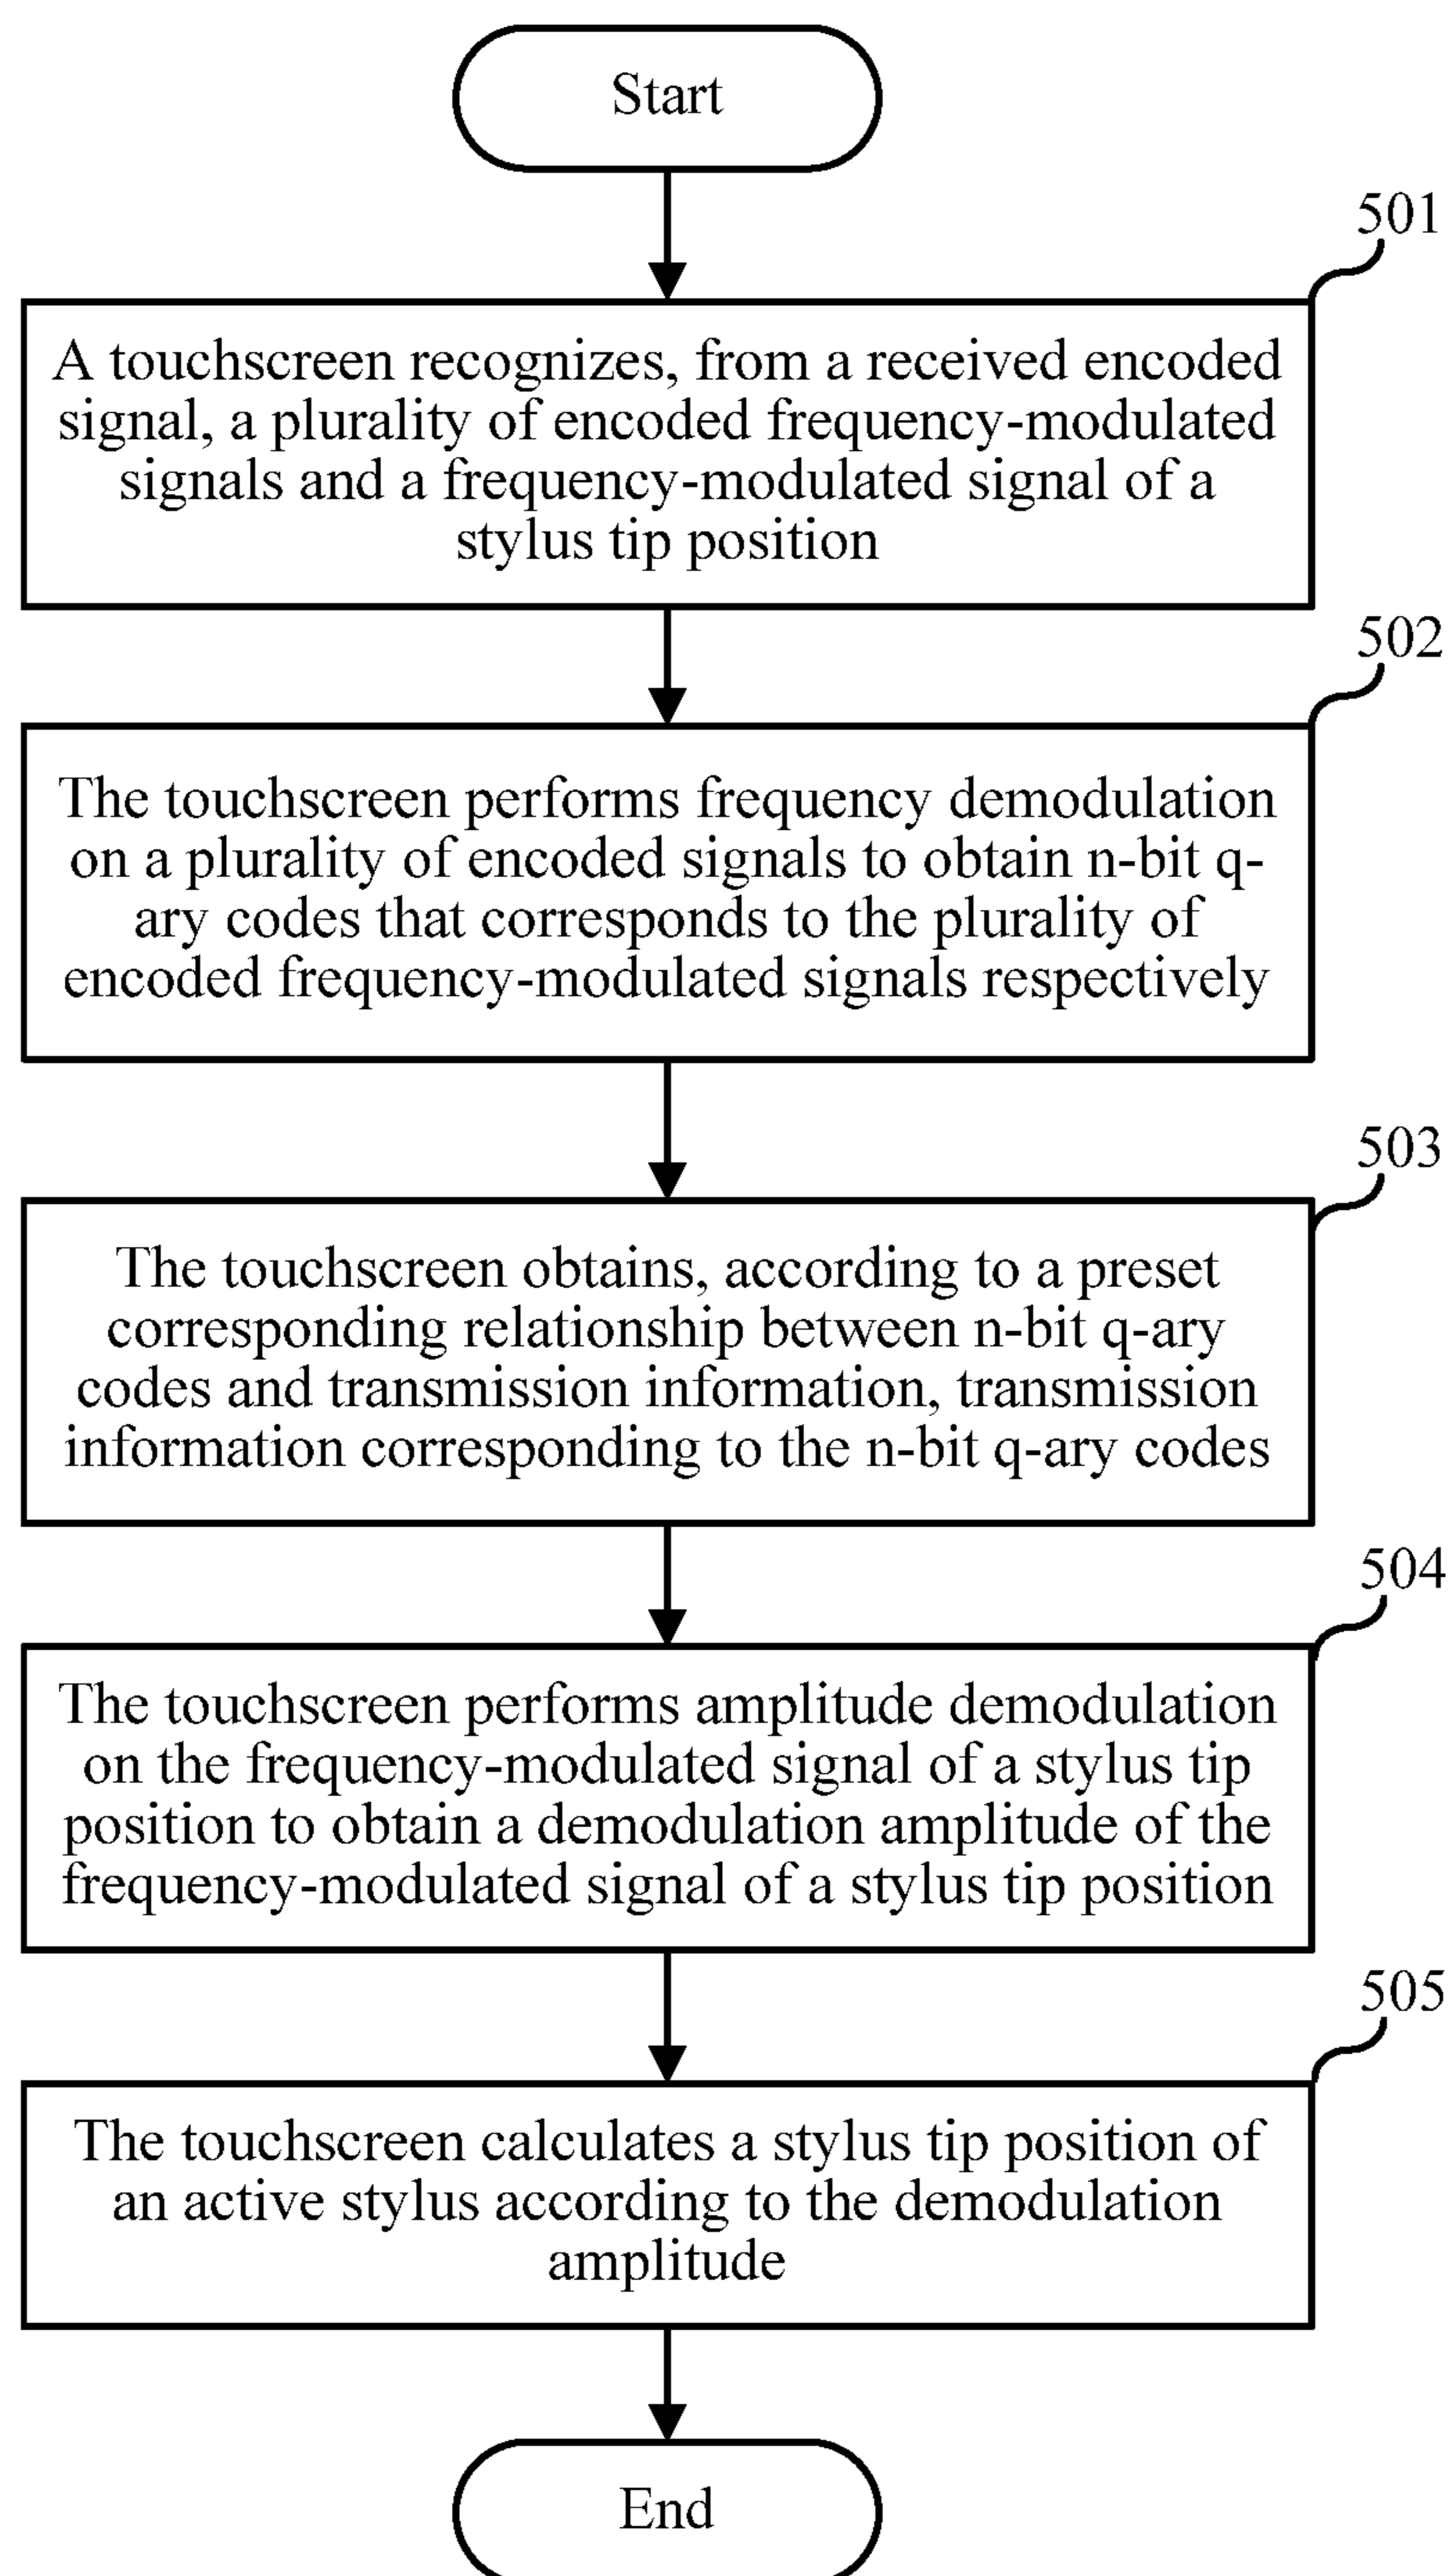 Start
501
A touchscreen recognizes, from a received encoded
signal, a plurality of encoded frequency-modulated
signals and a frequency-modulated signal of a
stylus tip position
502
The touchscreen performs frequency demodulation
on a plurality of encoded signals to obtain n-bit q-
ary codes that corresponds to the plurality of
encoded frequency-modulated signals respectively
503
The touchscreen obtains, according to a preset
corresponding relationship between n-bit q-ary
codes and transmission information, transmission
information corresponding to the n-bit q-ary codes
504
The touchscreen performs amplitude demodulation
on the frequency-modulated signal of a stylus tip
position to obtain a demodulation amplitude of the
frequency-modulated signal of a stylus tip position
505
The touchscreen calculates a stylus tip position of
an active stylus according to the demodulation
amplitude
End